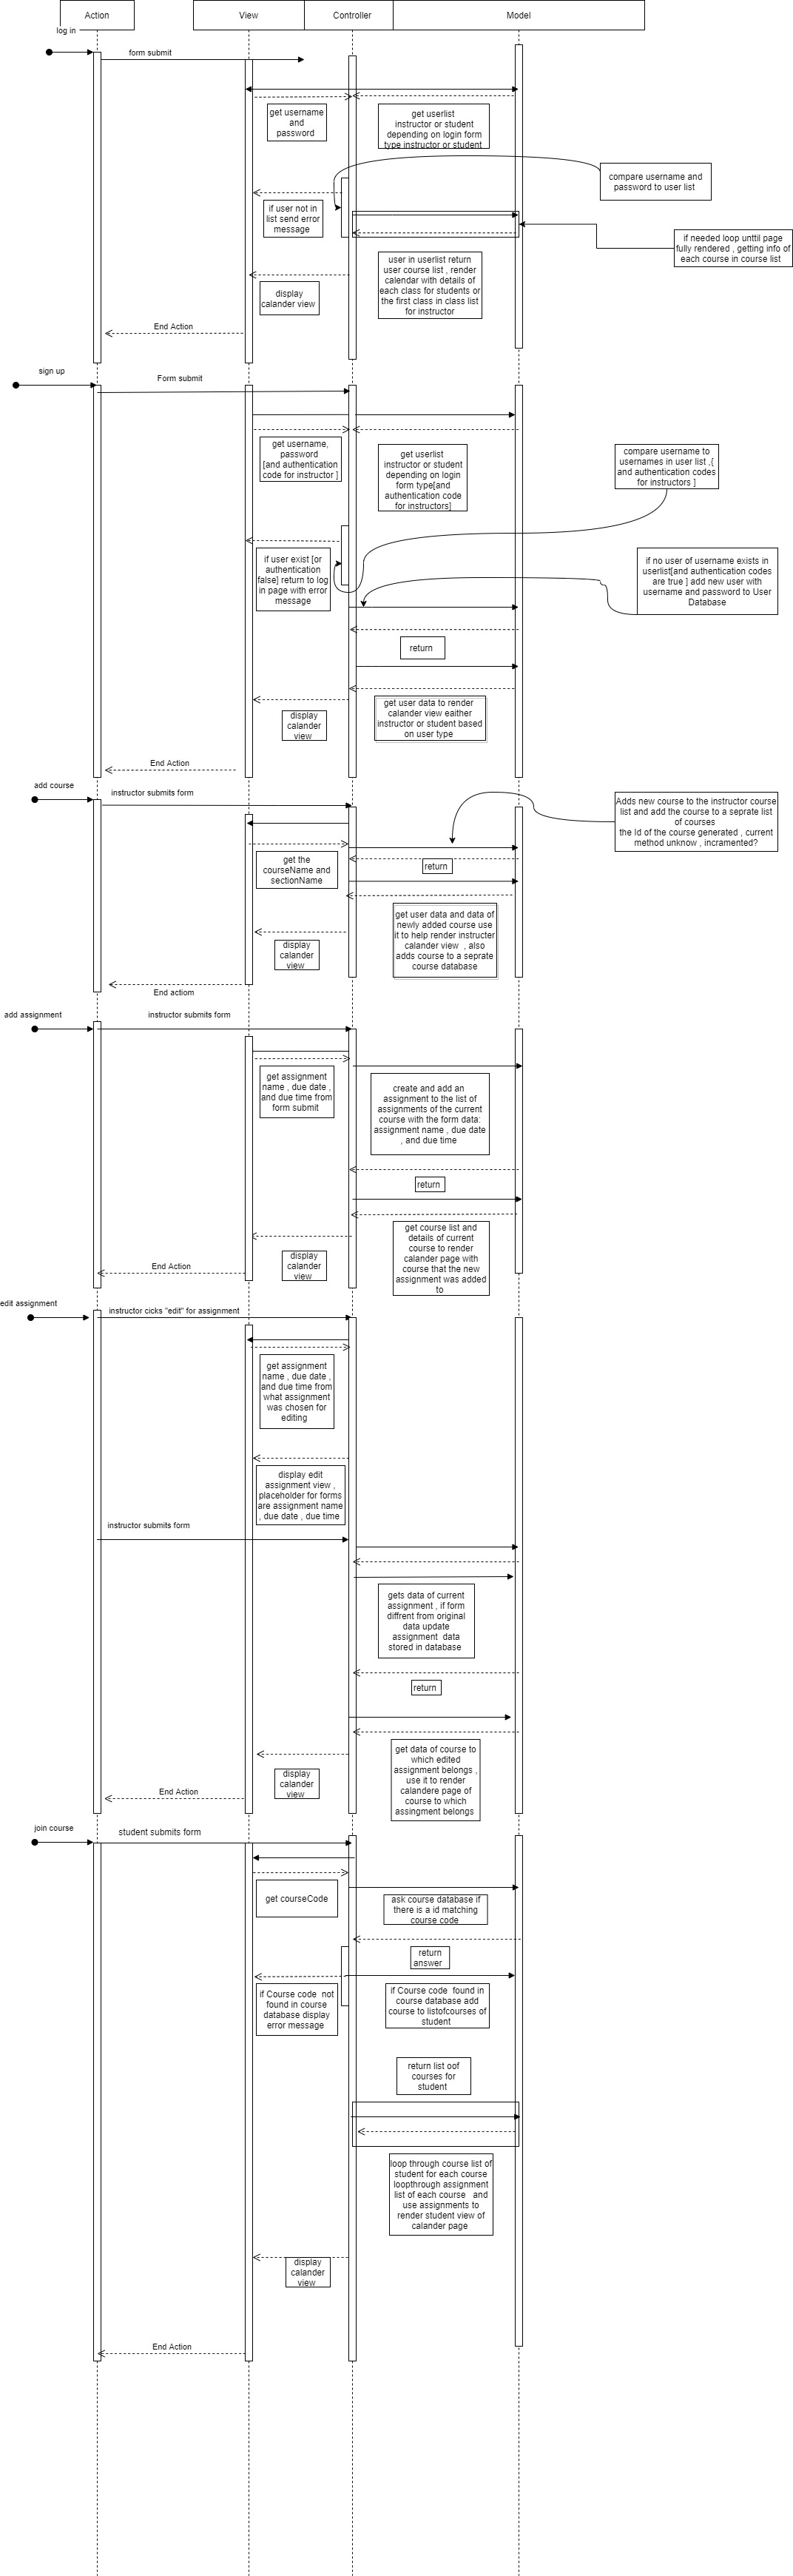 Action
View
Controller
Model
log in
form submit
get username
and
password
get userlist
instructor or student
depending on login form
type instructor or student
compare username and
password to user list
if user not in
list send error
message
if needed loop unttil page
fully rendered , getting info of
each course in course list
user in userlist return
user course list , render
calendar with details of
each class for students or
the first class in class list
for instructor
display
calander view
End Action
sign up
Form submit
get username,
password
[and authentication
code for instructor ]
get userlist
instructor or student
depending on login
form type[and
authentication code
for instructors]
compare username to
usernames in user list ,[
and authentication codes
for instructors ]
if user exist [or
authentication
false] return to log
in page with error
message
if no user of username exists in
userlist[and authentication codes
are true ] add new user with
username and password to User
Database
return
get user data to render
calander view eaither
instructor or student based
on user type
display
calander
view
End Action
add course
instructor submits form
Adds new course to the instructor course
list and add the course to a seprate list
of courses
the Id of the course generated , current
method unknow , incramented?
get the
courseName and
sectionName
return
get user data and data of
newly added course use
it to help render instructer
calander view , also
adds course to a seprate
course database
display
calander
view
End actiom
add assignment
instructor submits form
get assignment
name , due date ,
and due time from
form submit
create and add an
assignment to the list of
assignments of the current
course with the form data:
assignment name , due date
, and due time
return
get course list and
details of current
course to render
calander page with
course that the new
assignment was added
to
display
calander
view
End Action
edit assignment
instructor cicks "edit" for assignment
get assignment
name , due date ,
and due time from
what assignment
was chosen for
editing
display edit
assignment view ,
placeholder for forms
are assignment name
, due date , due time
instructor submits form
gets data of current
assignment , if form
diffrent from original
data update
assignment data
stored in database
return
get data of course to
which edited
assignment belongs ,
use it to render
calandere page of
course to which
assingment belongs
display
calander
view
End Action
join course
student submits form
get courseCode
ask course database if
there is a id matching
course code
return
answer
if Course code not
found in course
database display
error message
if Course code found in
course database add
course to listofcourses of
student
return list oof
courses for
student
loop through course list of
student for each course
loopthrough assignment
list of each course and
use assignments to
render student view of
calander page
display
calander
view
End Action